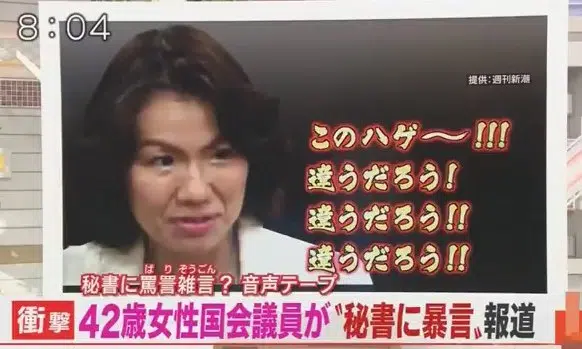 8:04
提供:週刊新潮
このハゲ〜!!!
違うだろう!
違うだろう!!
違うだろう!!
ばり ぞうごん
秘書に罵詈雑言? 音声テープ
衝撃 42歳女性国会議員が〝秘書に暴言〟報道